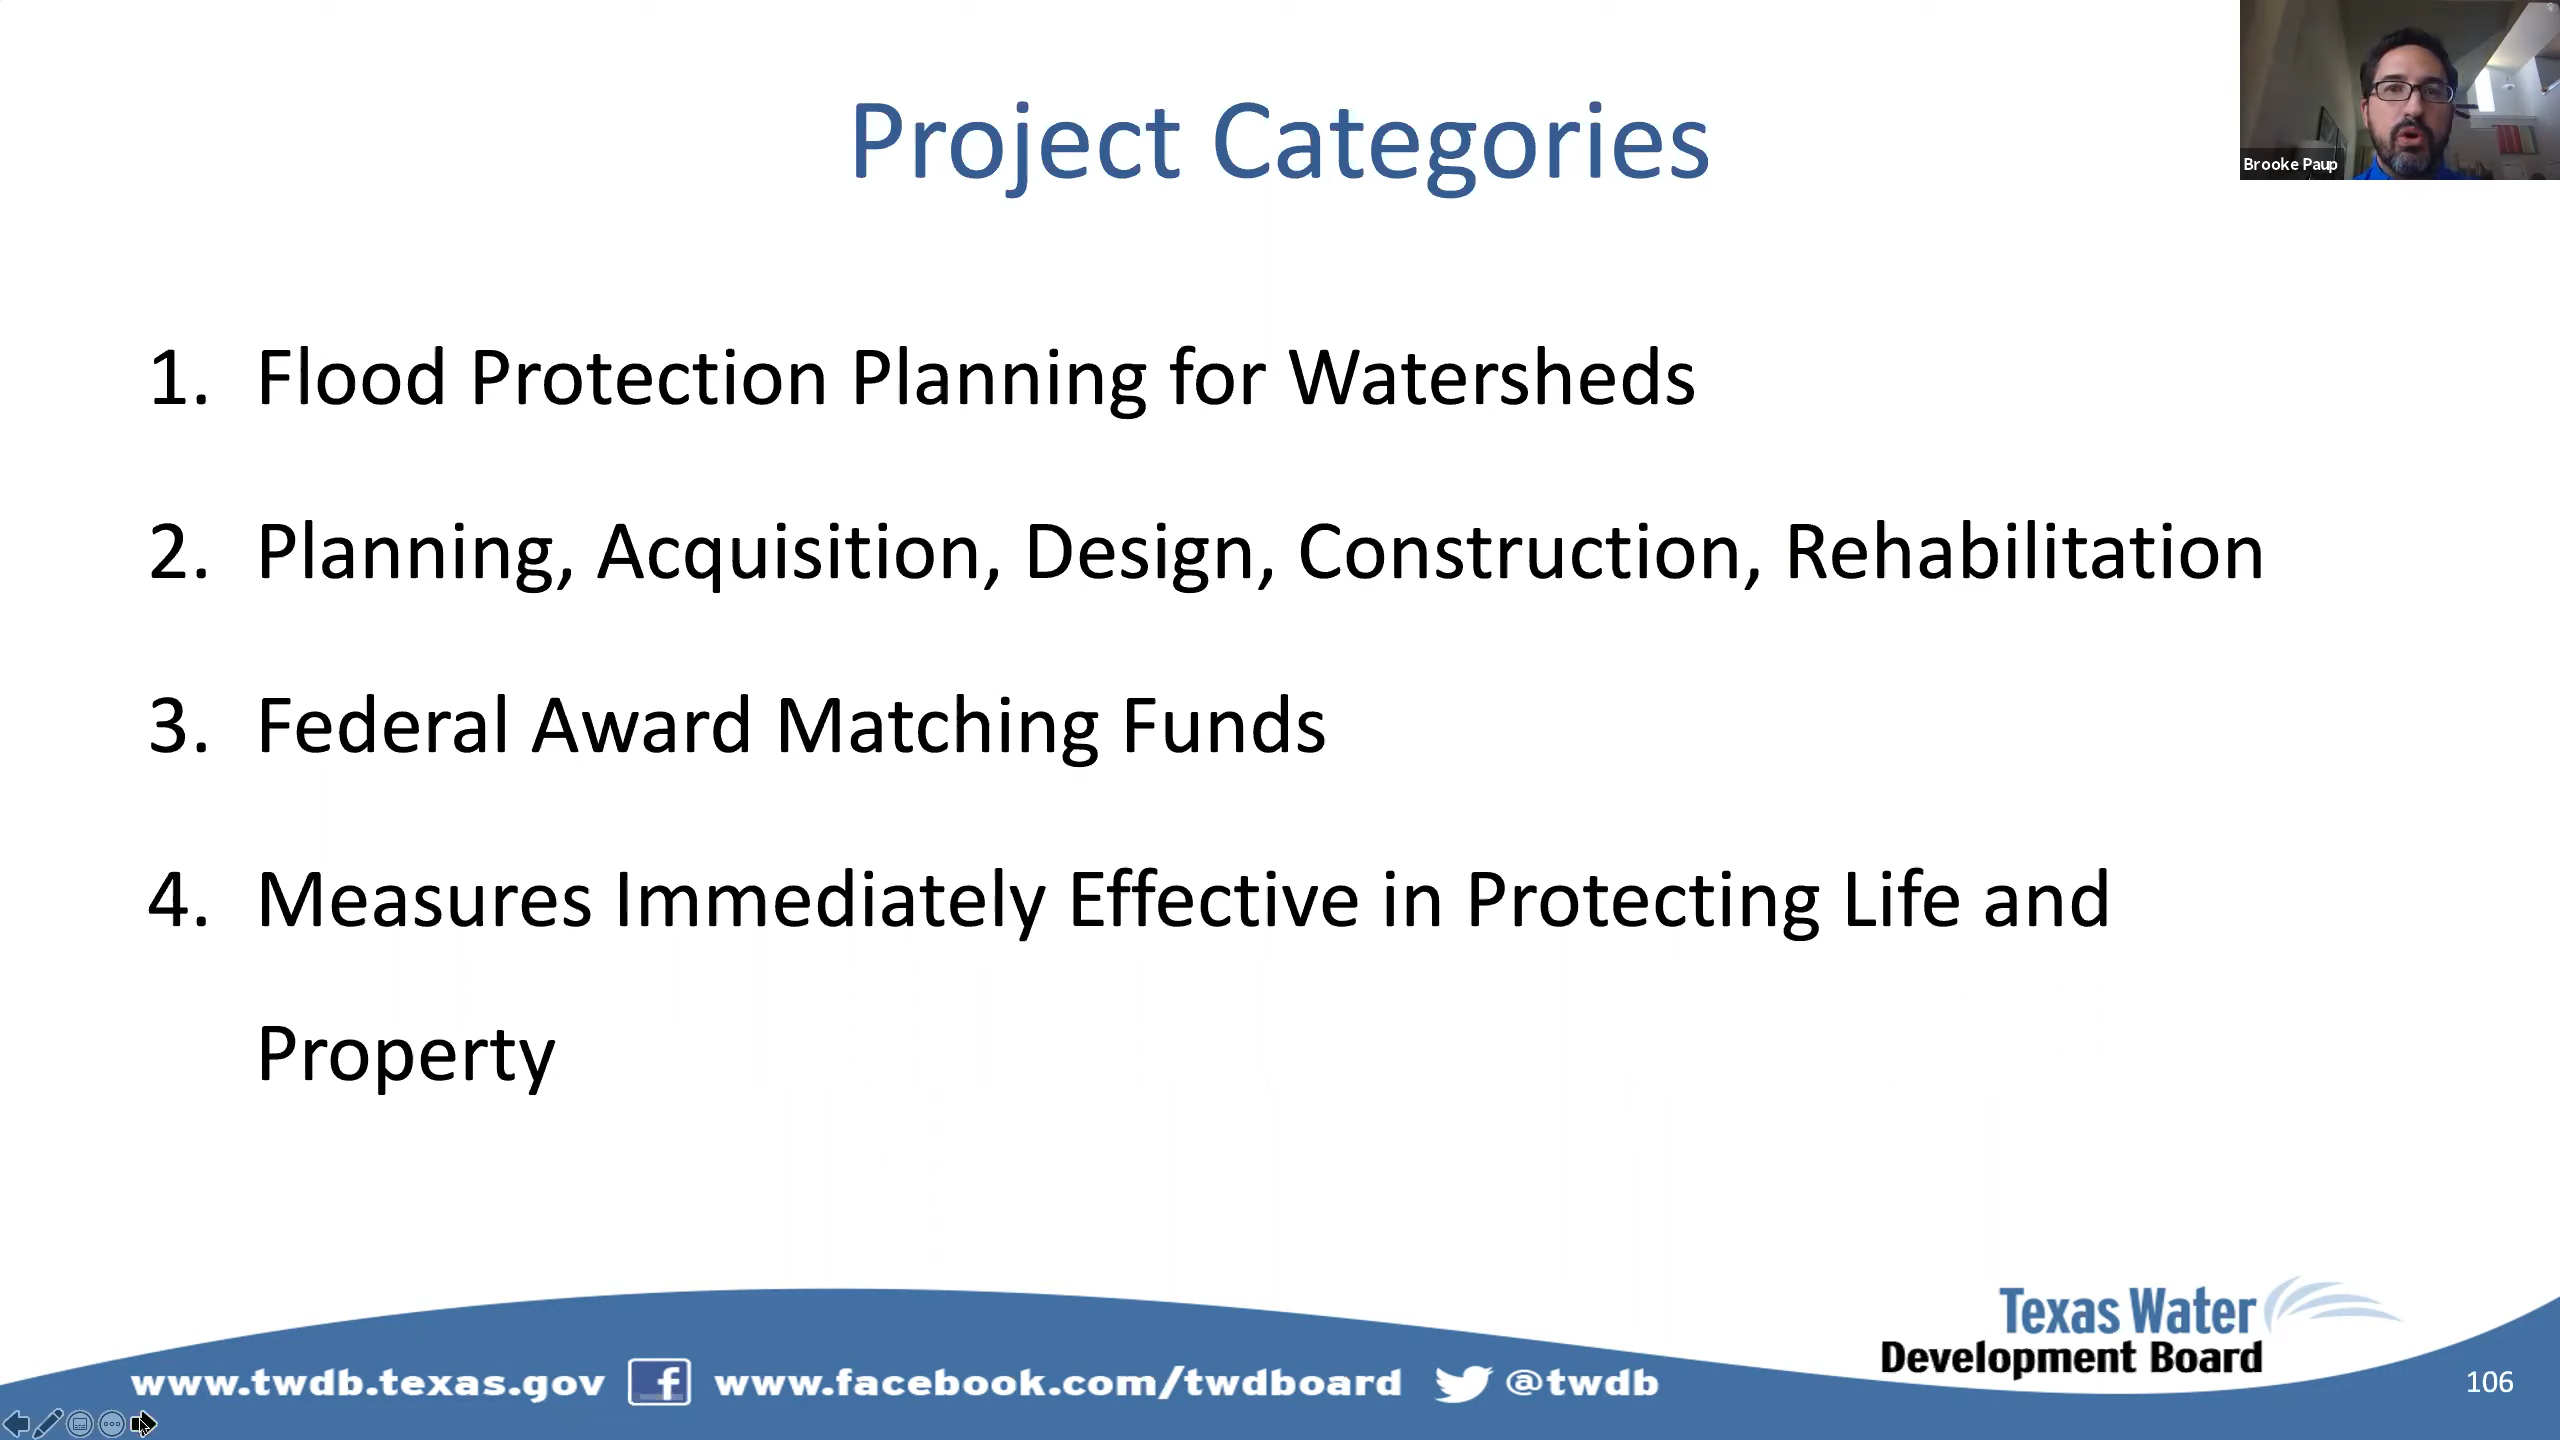 Project Categories
Brooke Paup
1. Flood Protection Planning for Watersheds
2. Planning, Acquisition, Design, Construction, Rehabilitation
3. Federal Award Matching Funds
4. Measures Immediately Effective in Protecting Life and
Property
Texas Water
Development Board
www.twdb.texas.gov f www.facebook.com/twdboard @twdb
106